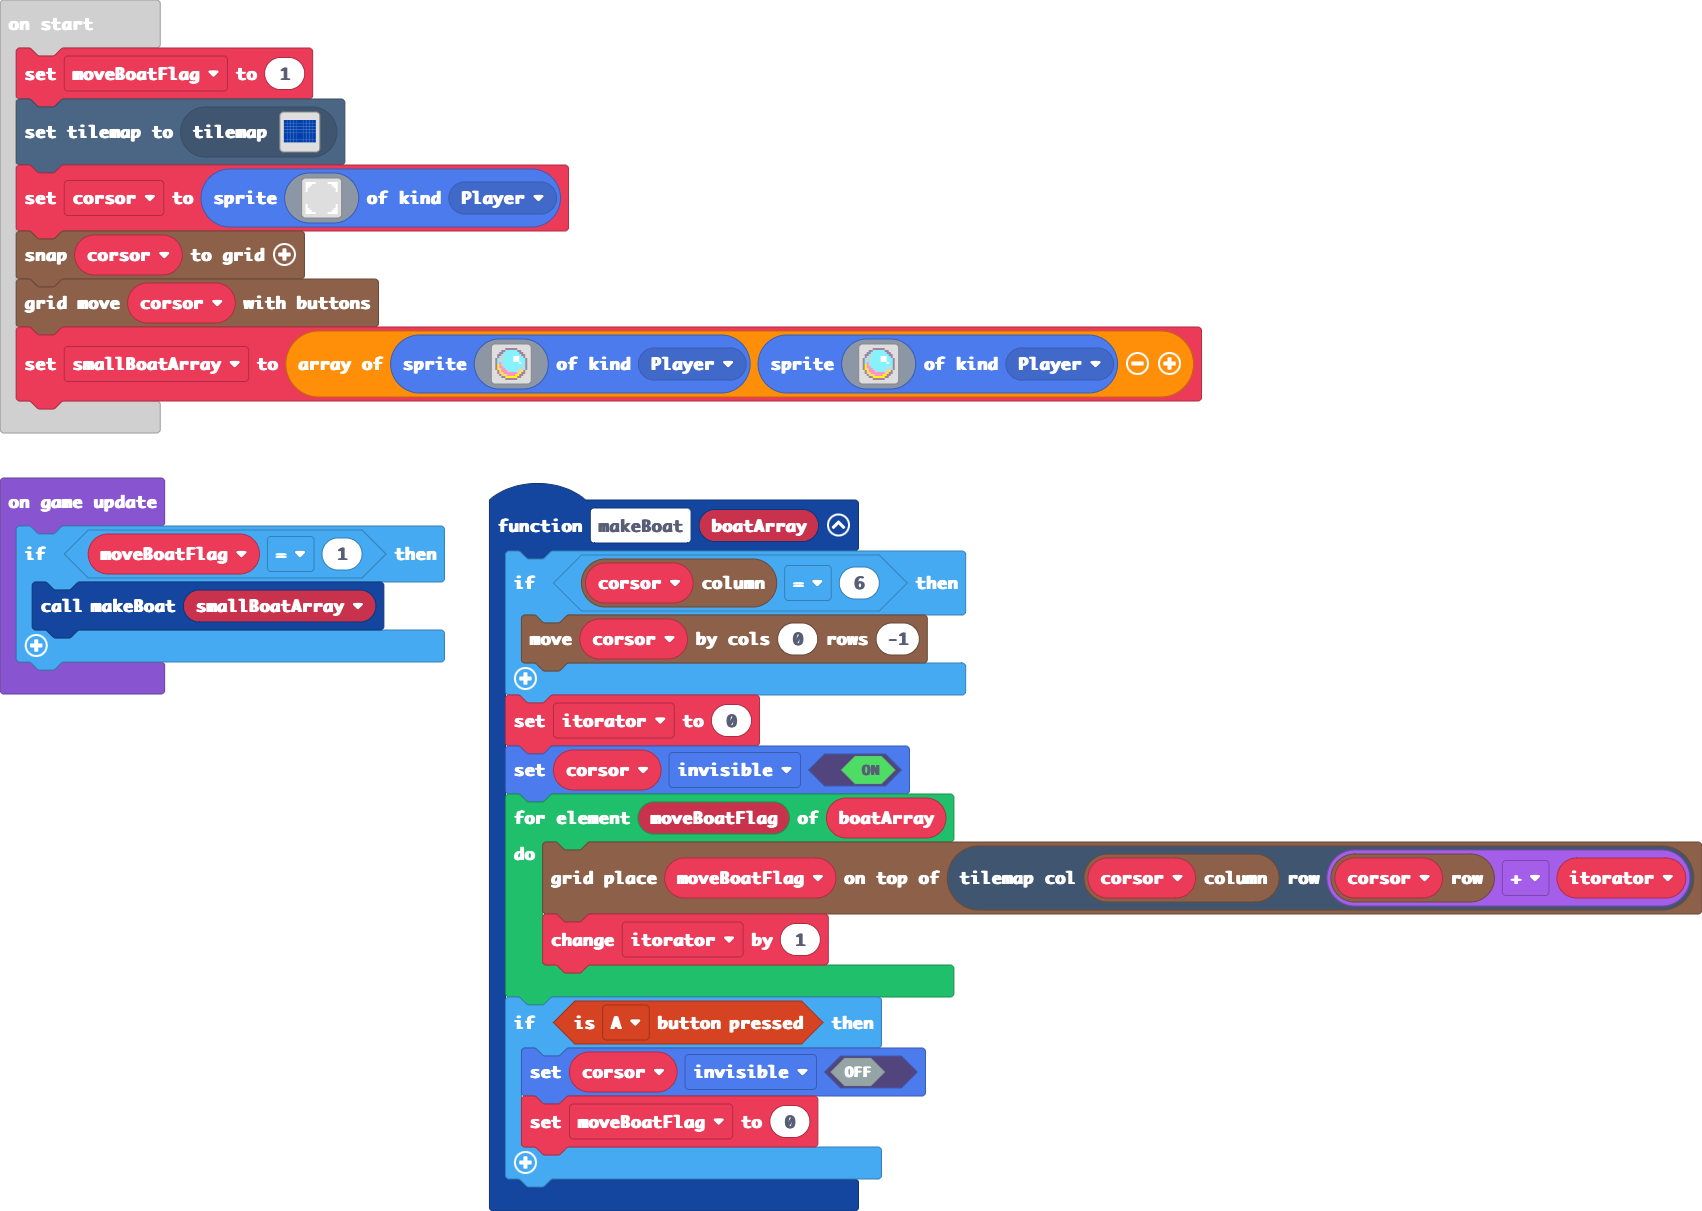 on start
set moveBoatFlag to 1
set tilemap to tilemap
set corsor to sprite of kind Player
snap corsor to grid
grid move corsor with buttons
set smallBoatArray to array of sprite of kind Player sprite of kind Player
on game update
if moveBoatFlag = 1 then
call makeBoat smallBoatArray
function makeBoat boatArray
if corsor column = 6 then
move corsor by cols 0 rows -1
set itorator to 0
set corsor invisible ON
for element moveBoatFlag of boatArray
do
grid place moveBoatFlag on top of tilemap col corsor column row corsor row + itorator
change itorator by 1
if is A button pressed then
set corsor invisible OFF
set moveBoatFlag to 0